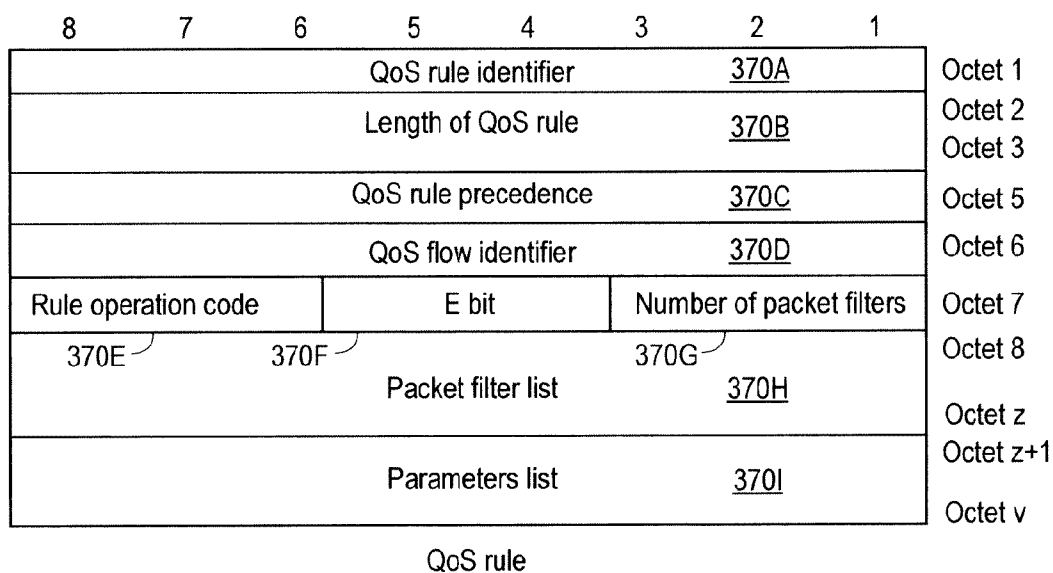 8 7 6 5 4 3 2 1
QoS rule identifier 370A Octet 1
Octet 2
Length of QoS rule 370B
Octet 3
QoS rule precedence 370C Octet 5
QoS flow identifier 370D Octet 6
Rule operation code E bit Number of packet filters Octet 7
370E 370F 370G Octet 8
Packet filter list 370H
Octet z
Octet z+1
Parameters list 370I
Octet v
QoS rule